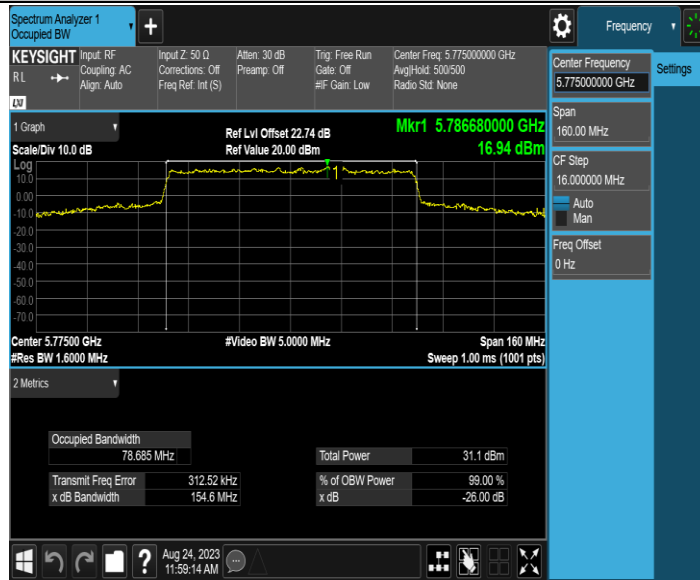 Spectrum Analyzer 1
Occupied BW
+
Frequency
KEYSIGHT
RL
LXI
Input: RF
Coupling: AC
Align: Auto
Input Z: 50 Ω
Corrections: Off
Freq Ref: Int (S)
Atten: 30 dB
Preamp: Off
Trig: Free Run
Gate: Off
#IF Gain: Low
Center Freq: 5.775000000 GHz
Avg|Hold: 500/500
Radio Std: None
Center Frequency
5.775000000 GHz
Settings
Span
160.00 MHz
CF Step
16.000000 MHz
Auto
Man
Freq Offset
0 Hz
1 Graph
Ref Lvl Offset 22.74 dB
Mkr1 5.786680000 GHz
Scale/Div 10.0 dB
Ref Value 20.00 dBm
16.94 dBm
Log
10.0
0.00
-10.0
-20.0
-30.0
-40.0
-50.0
-60.0
-70.0
1
Center 5.77500 GHz
#Video BW 5.0000 MHz
Span 160 MHz
#Res BW 1.6000 MHz
Sweep 1.00 ms (1001 pts)
2 Metrics
Occupied Bandwidth
78.685 MHz
Total Power 31.1 dBm
Transmit Freq Error 312.52 kHz
% of OBW Power 99.00 %
x dB Bandwidth 154.6 MHz
x dB -26.00 dB
?
Aug 24, 2023
11:59:14 AM